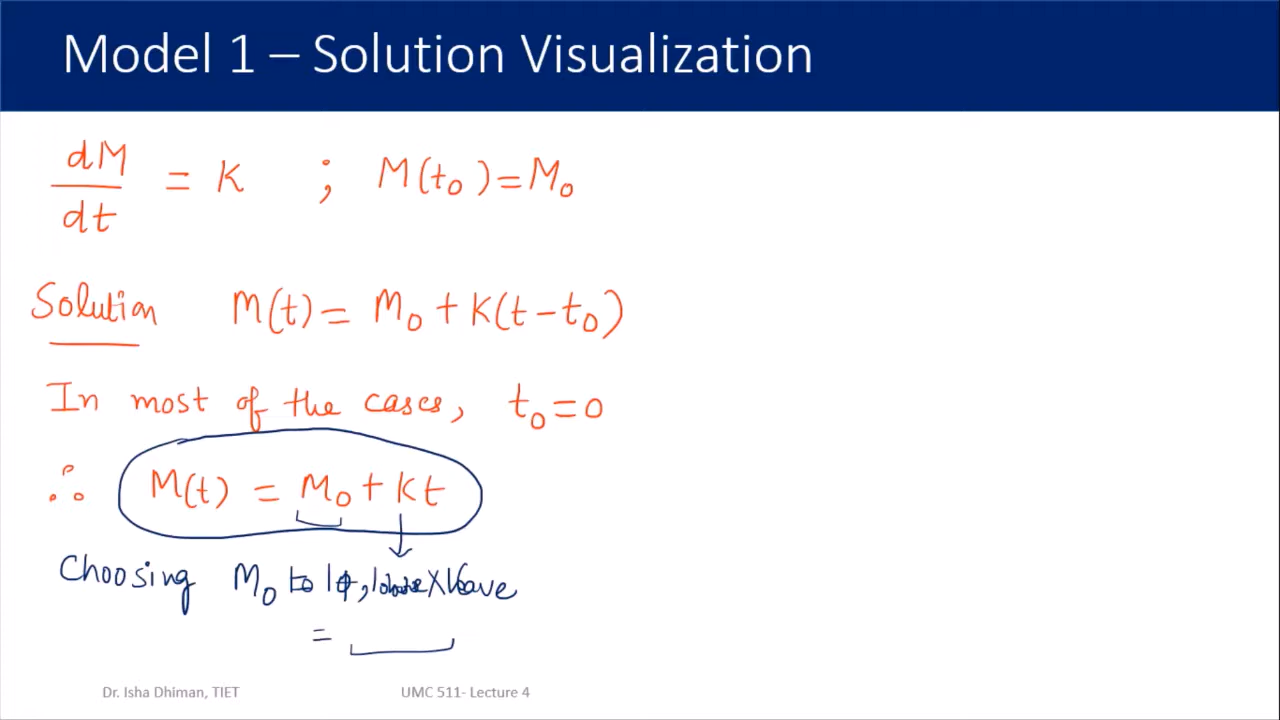 Model 1 – Solution Visualization
dM/dt = K ; M(t₀) = M₀
Solution M(t) = M₀ + K(t - t₀)
In most of the cases, t₀ = 0
∴ M(t) = M₀ + Kt
Choosing M₀ to
=
Dr. Isha Dhiman, TIET
UMC 511- Lecture 4